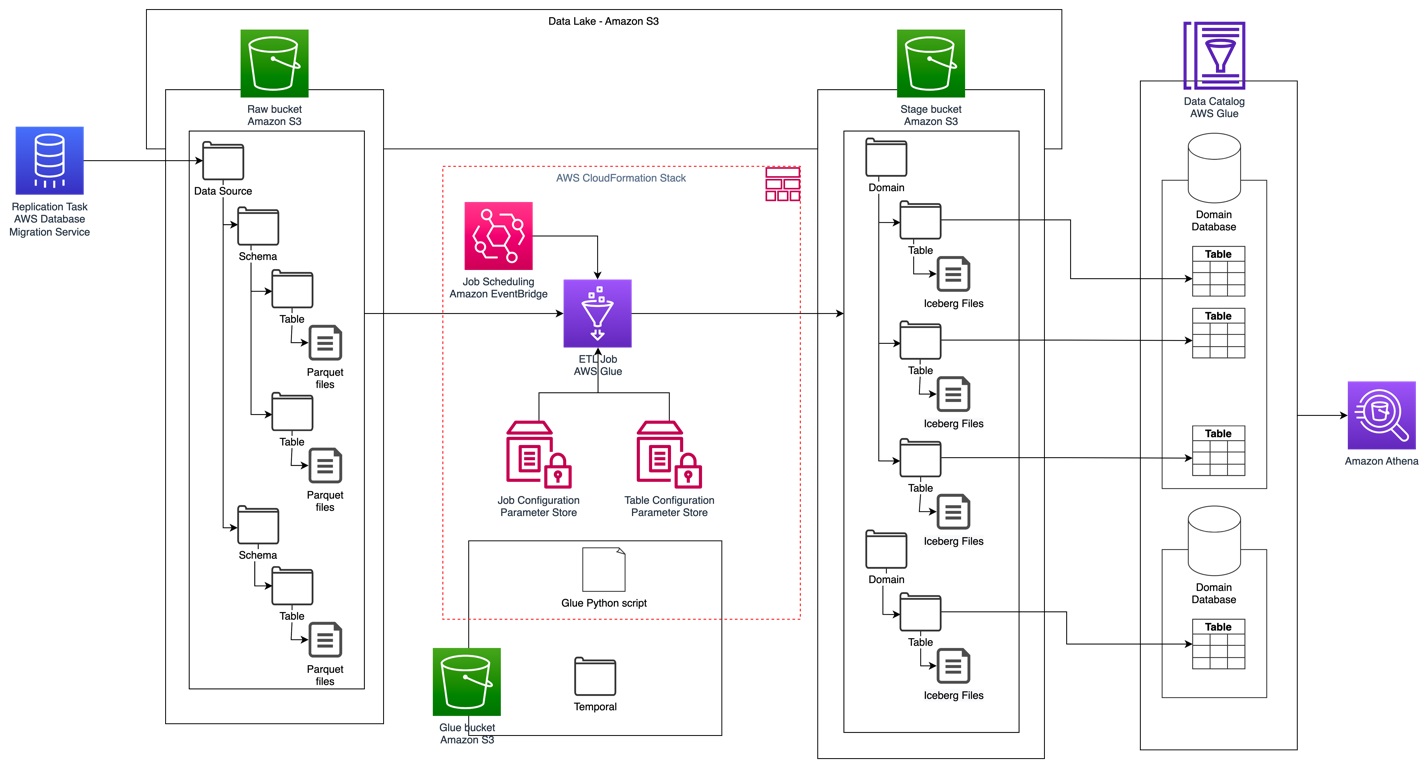 Data Lake - Amazon S3
Raw bucket
Amazon S3
Stage bucket
Amazon S3
Data Catalog
AWS Glue
Replication Task
AWS Database
Migration Service
Data Source
Schema
Table
Parquet
files
Table
Parquet
files
Schema
Table
Parquet
files
AWS CloudFormation Stack
Job Scheduling
Amazon EventBridge
ETL Job
AWS Glue
Job Configuration
Parameter Store
Table Configuration
Parameter Store
Glue Python script
Temporal
Glue bucket
Amazon S3
Domain
Table
Iceberg Files
Table
Iceberg Files
Table
Iceberg Files
Domain
Table
Iceberg Files
Domain
Database
Table
Table
Table
Domain
Database
Table
Amazon Athena